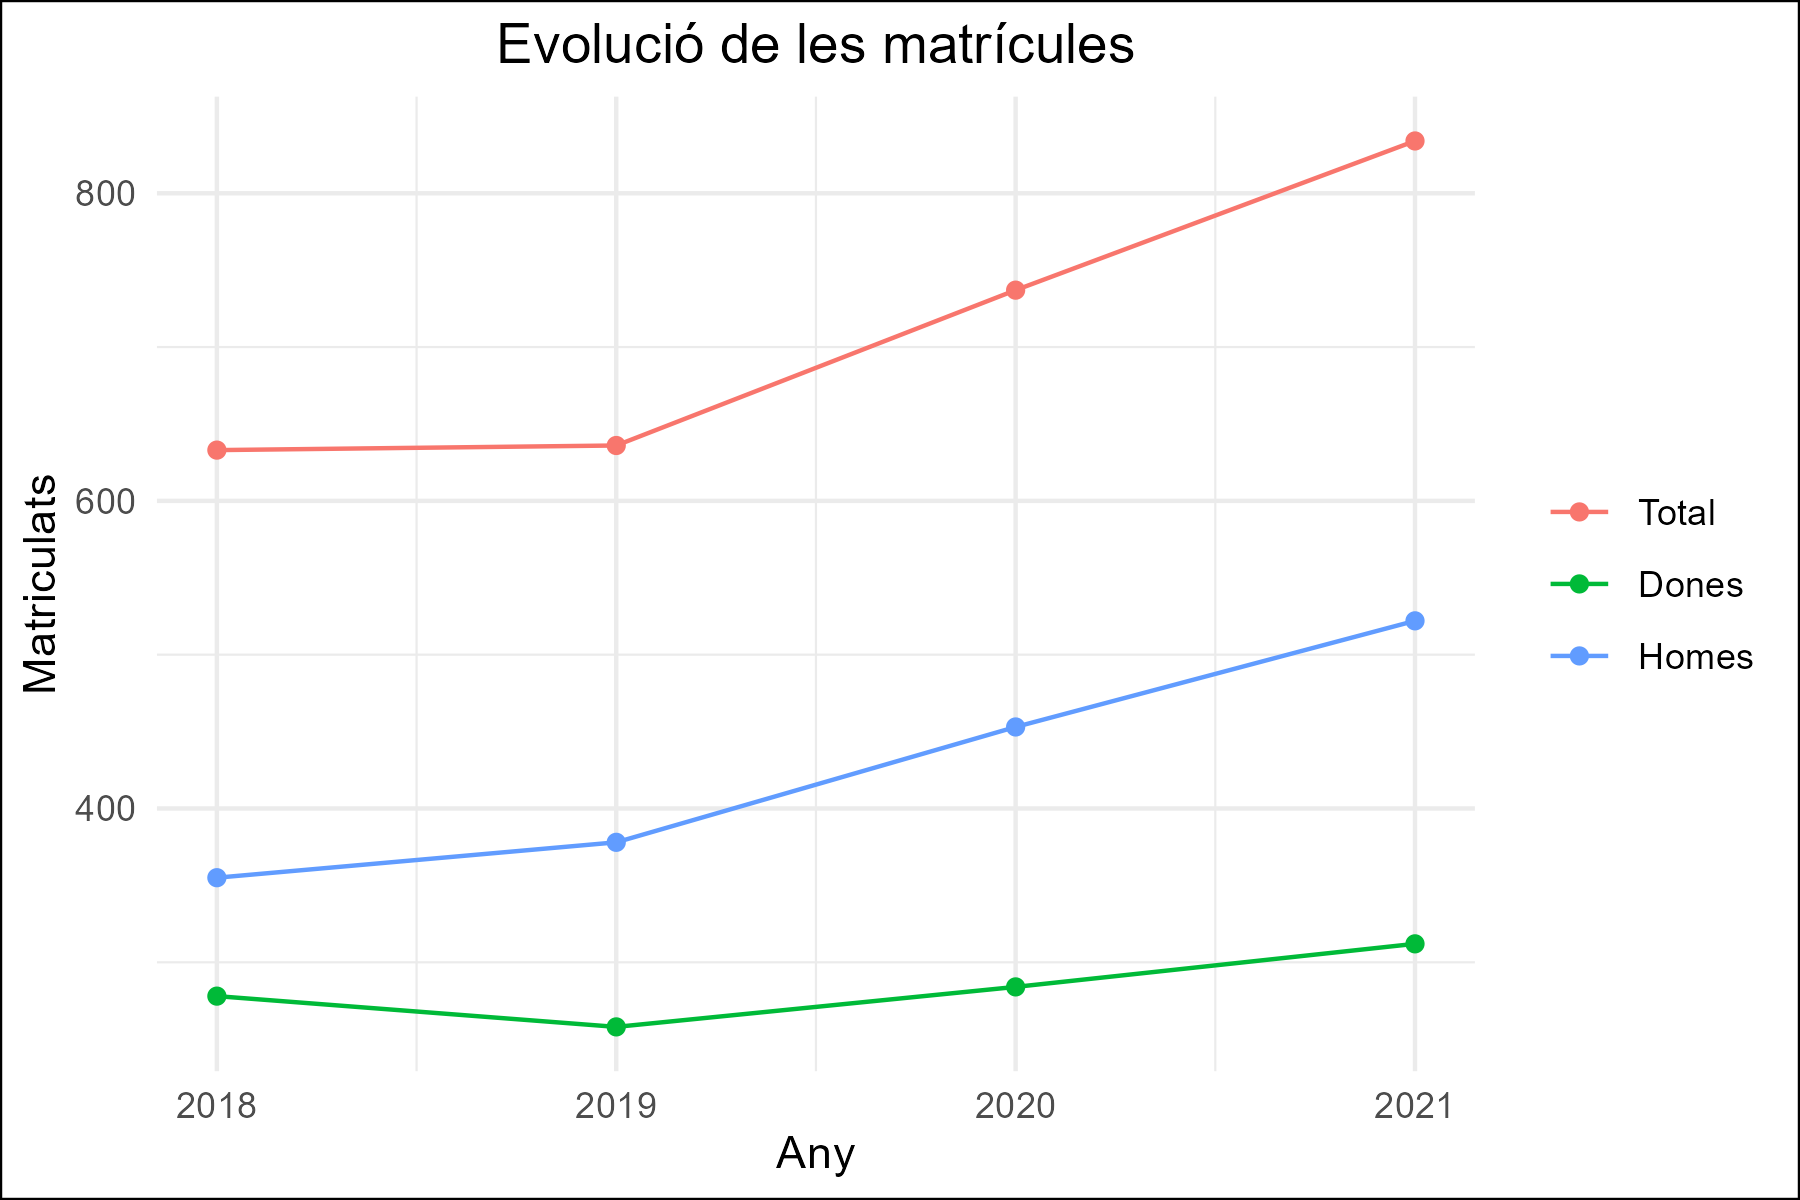 Evolució de les matrícules
Matriculats
800
600
400
2018
2019
2020
2021
Any
Total
Dones
Homes